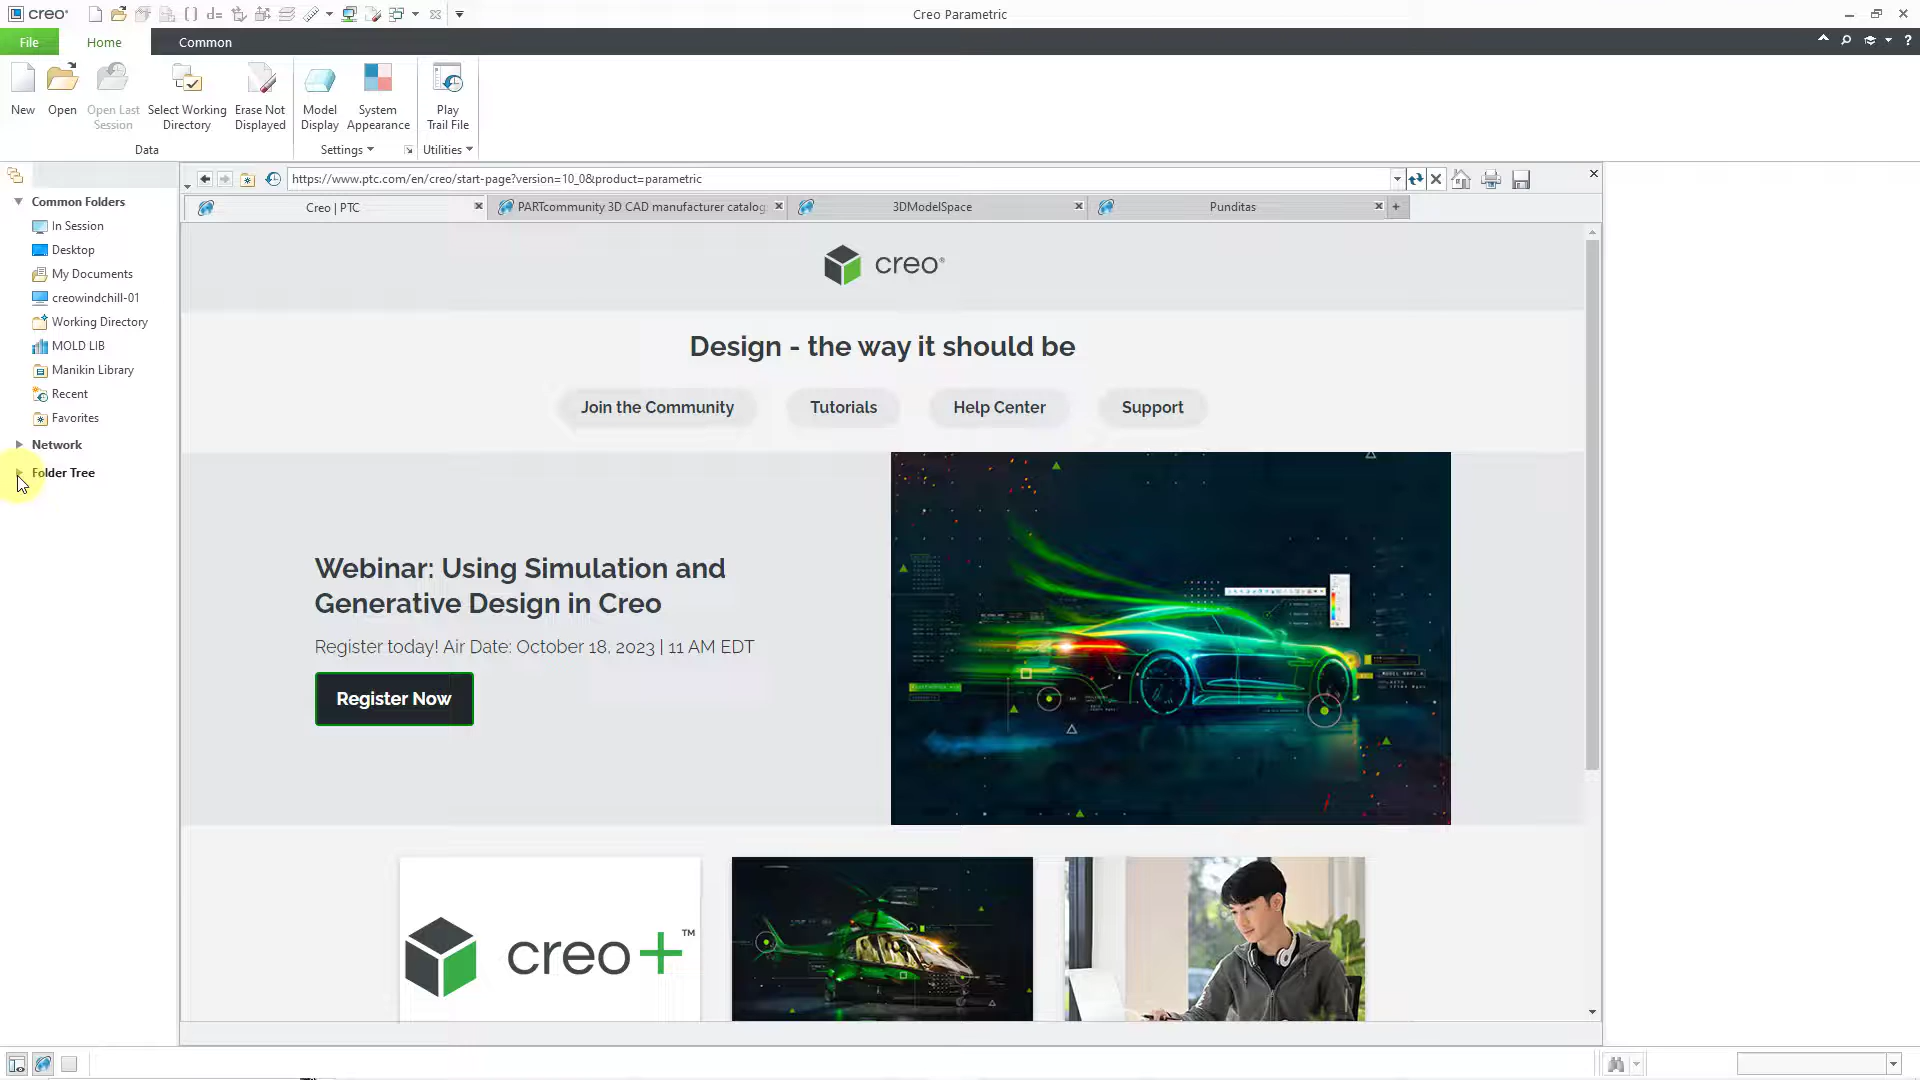 creo®
Creo Parametric
File
Home
Common
New
Open
Open Last Session
Select Working Directory
Erase Not Displayed
Model Display
System Appearance
Play Trail File
Data
Settings
Utilities
https://www.ptc.com/en/creo/start-page?version=10_0&product=parametric
Creo | PTC
PARTcommunity 3D CAD manufacturer catalog
3DModelSpace
Punditas
Common Folders
In Session
Desktop
My Documents
creowindchill-01
Working Directory
MOLD LIB
Manikin Library
Recent
Favorites
Network
Folder Tree
creo®
Design - the way it should be
Join the Community
Tutorials
Help Center
Support
Webinar: Using Simulation and
Generative Design in Creo
Register today! Air Date: October 18, 2023 | 11 AM EDT
Register Now
creo+™